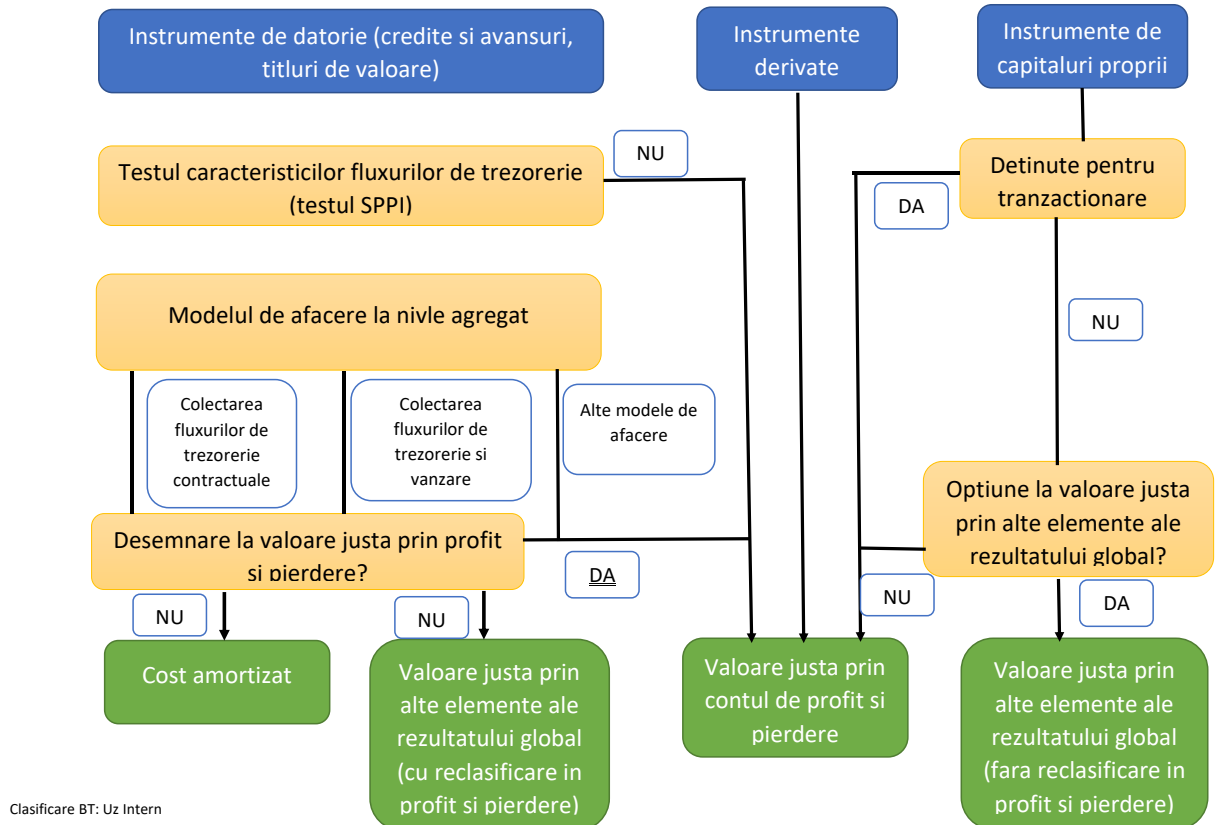 Instrumente de datorie (credite si avansuri,
titluri de valoare)
Instrumente
derivate
Instrumente de
capitaluri proprii
NU
Testul caracteristicilor fluxurilor de trezorerie
(testul SPPI)
Detinute pentru
tranzactionare
DA
Modelul de afacere la nivle agregat
NU
Colectarea
fluxurilor de
trezorerie
contractuale
Colectarea
fluxurilor de
trezorerie si
vanzare
Alte modele de
afacere
Optiune la valoare justa
prin alte elemente ale
rezultatului global?
Desemnare la valoare justa prin profit
si pierdere?
DA
NU
DA
NU
NU
Cost amortizat
Valoare justa prin
alte elemente ale
rezultatului global
(cu reclasificare in
profit si pierdere)
Valoare justa prin
contul de profit si
pierdere
Valoare justa prin
alte elemente ale
rezultatului global
(fara reclasificare in
profit si pierdere)
Clasificare BT: Uz Intern